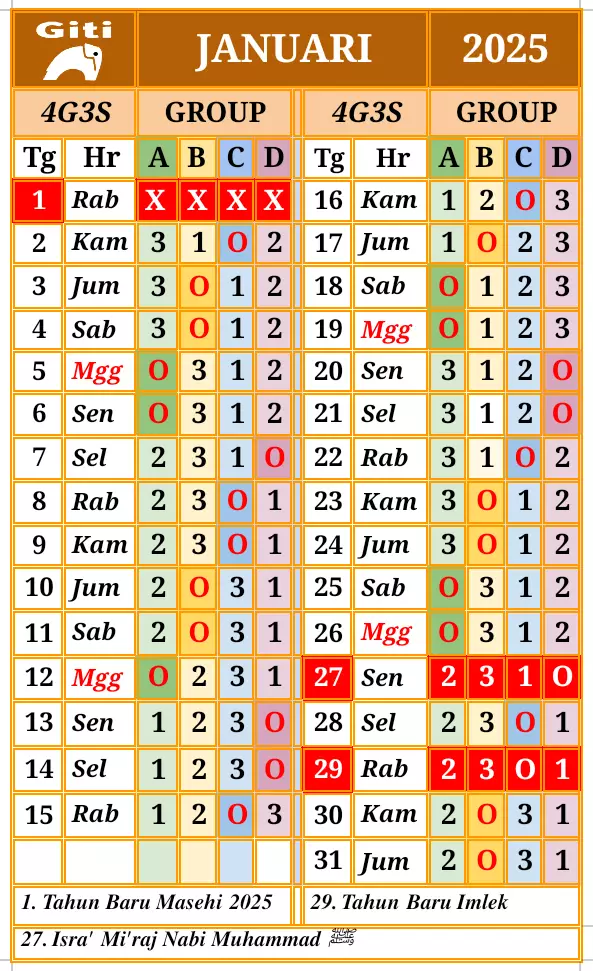 Giti JANUARI 2025
4G3S GROUP 4G3S GROUP
Tg Hr A B C D Tg Hr A B C D
1 Rab X X X X 16 Kam 1 2 O 3
2 Kam 3 1 O 2 17 Jum 1 O 2 3
3 Jum 3 O 1 2 18 Sab O 1 2 3
4 Sab 3 O 1 2 19 Mgg O 1 2 3
5 Mgg O 3 1 2 20 Sen 3 1 2 O
6 Sen O 3 1 2 21 Sel 3 1 2 O
7 Sel 2 3 1 O 22 Rab 3 1 O 2
8 Rab 2 3 O 1 23 Kam 3 O 1 2
9 Kam 2 3 O 1 24 Jum 3 O 1 2
10 Jum 2 O 3 1 25 Sab O 3 1 2
11 Sab 2 O 3 1 26 Mgg O 3 1 2
12 Mgg O 2 3 1 27 Sen 2 3 1 O
13 Sen 1 2 3 O 28 Sel 2 3 O 1
14 Sel 1 2 3 O 29 Rab 2 3 O 1
15 Rab 1 2 O 3 30 Kam 2 O 3 1
31 Jum 2 O 3 1
1. Tahun Baru Masehi 2025 29. Tahun Baru Imlek
27. Isra' Mi'raj Nabi Muhammad ﷺ